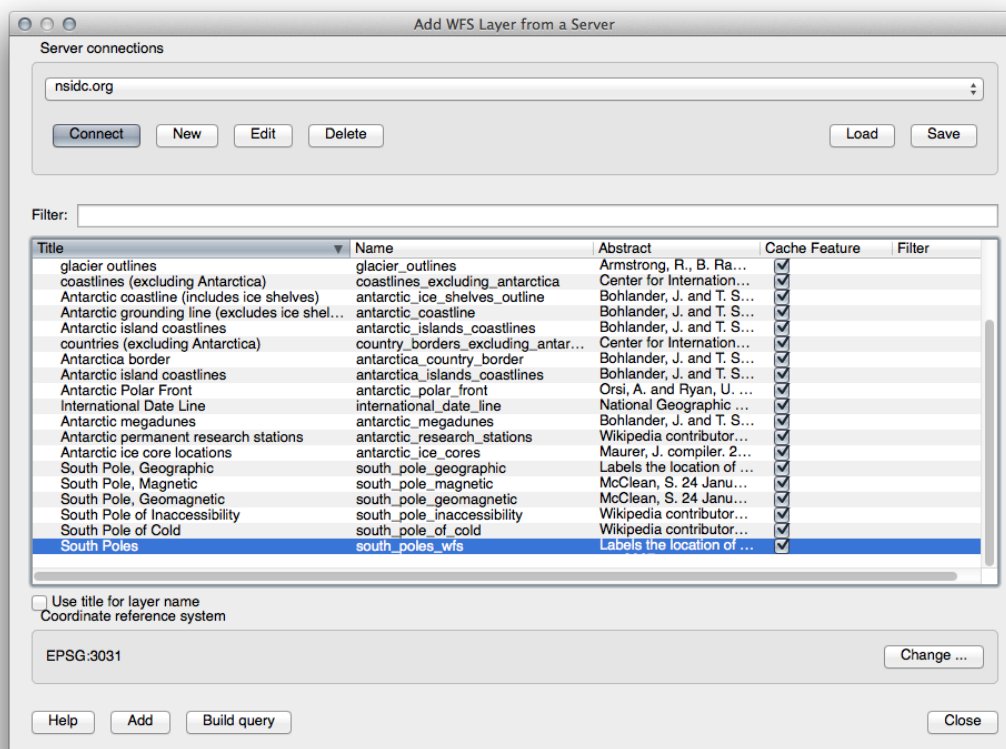 Add WFS Layer from a Server
Server connections
nsidc.org
Connect New Edit Delete Load Save
Filter:
Title Name Abstract Cache Feature Filter
glacier outlines glacier_outlines Armstrong, R., B. Ra...
coastlines (excluding Antarctica) coastlines_excluding_antarctica Center for Internation...
Antarctic coastline (includes ice shelves) antarctic_ice_shelves_outline Bohlander, J. and T. S...
Antarctic grounding line (excludes ice shel... antarctic_coastline Bohlander, J. and T. S...
Antarctic island coastlines antarctic_islands_coastlines Bohlander, J. and T. S...
countries (excluding Antarctica) country_borders_excluding_antar... Center for Internation...
Antarctica border antarctica_country_border Bohlander, J. and T. S...
Antarctic island coastlines antarctica_islands_coastlines Bohlander, J. and T. S...
Antarctic Polar Front antarctic_polar_front Orsi, A. and Ryan, U. ...
International Date Line international_date_line National Geographic ...
Antarctic megadunes antarctic_megadunes Bohlander, J. and T. S...
Antarctic permanent research stations antarctic_research_stations Wikipedia contributor...
Antarctic ice core locations antarctic_ice_cores Maurer, J. compiler. 2...
South Pole, Geographic south_pole_geographic Labels the location of ...
South Pole, Magnetic south_pole_magnetic McClean, S. 24 Janu...
South Pole, Geomagnetic south_pole_geomagnetic McClean, S. 24 Janu...
South Pole of Inaccessibility south_pole_inaccessibility Wikipedia contributor...
South Pole of Cold south_pole_of_cold Wikipedia contributor...
South Poles south_poles_wfs Labels the location of ...
Use title for layer name
Coordinate reference system
EPSG:3031 Change ...
Help Add Build query Close